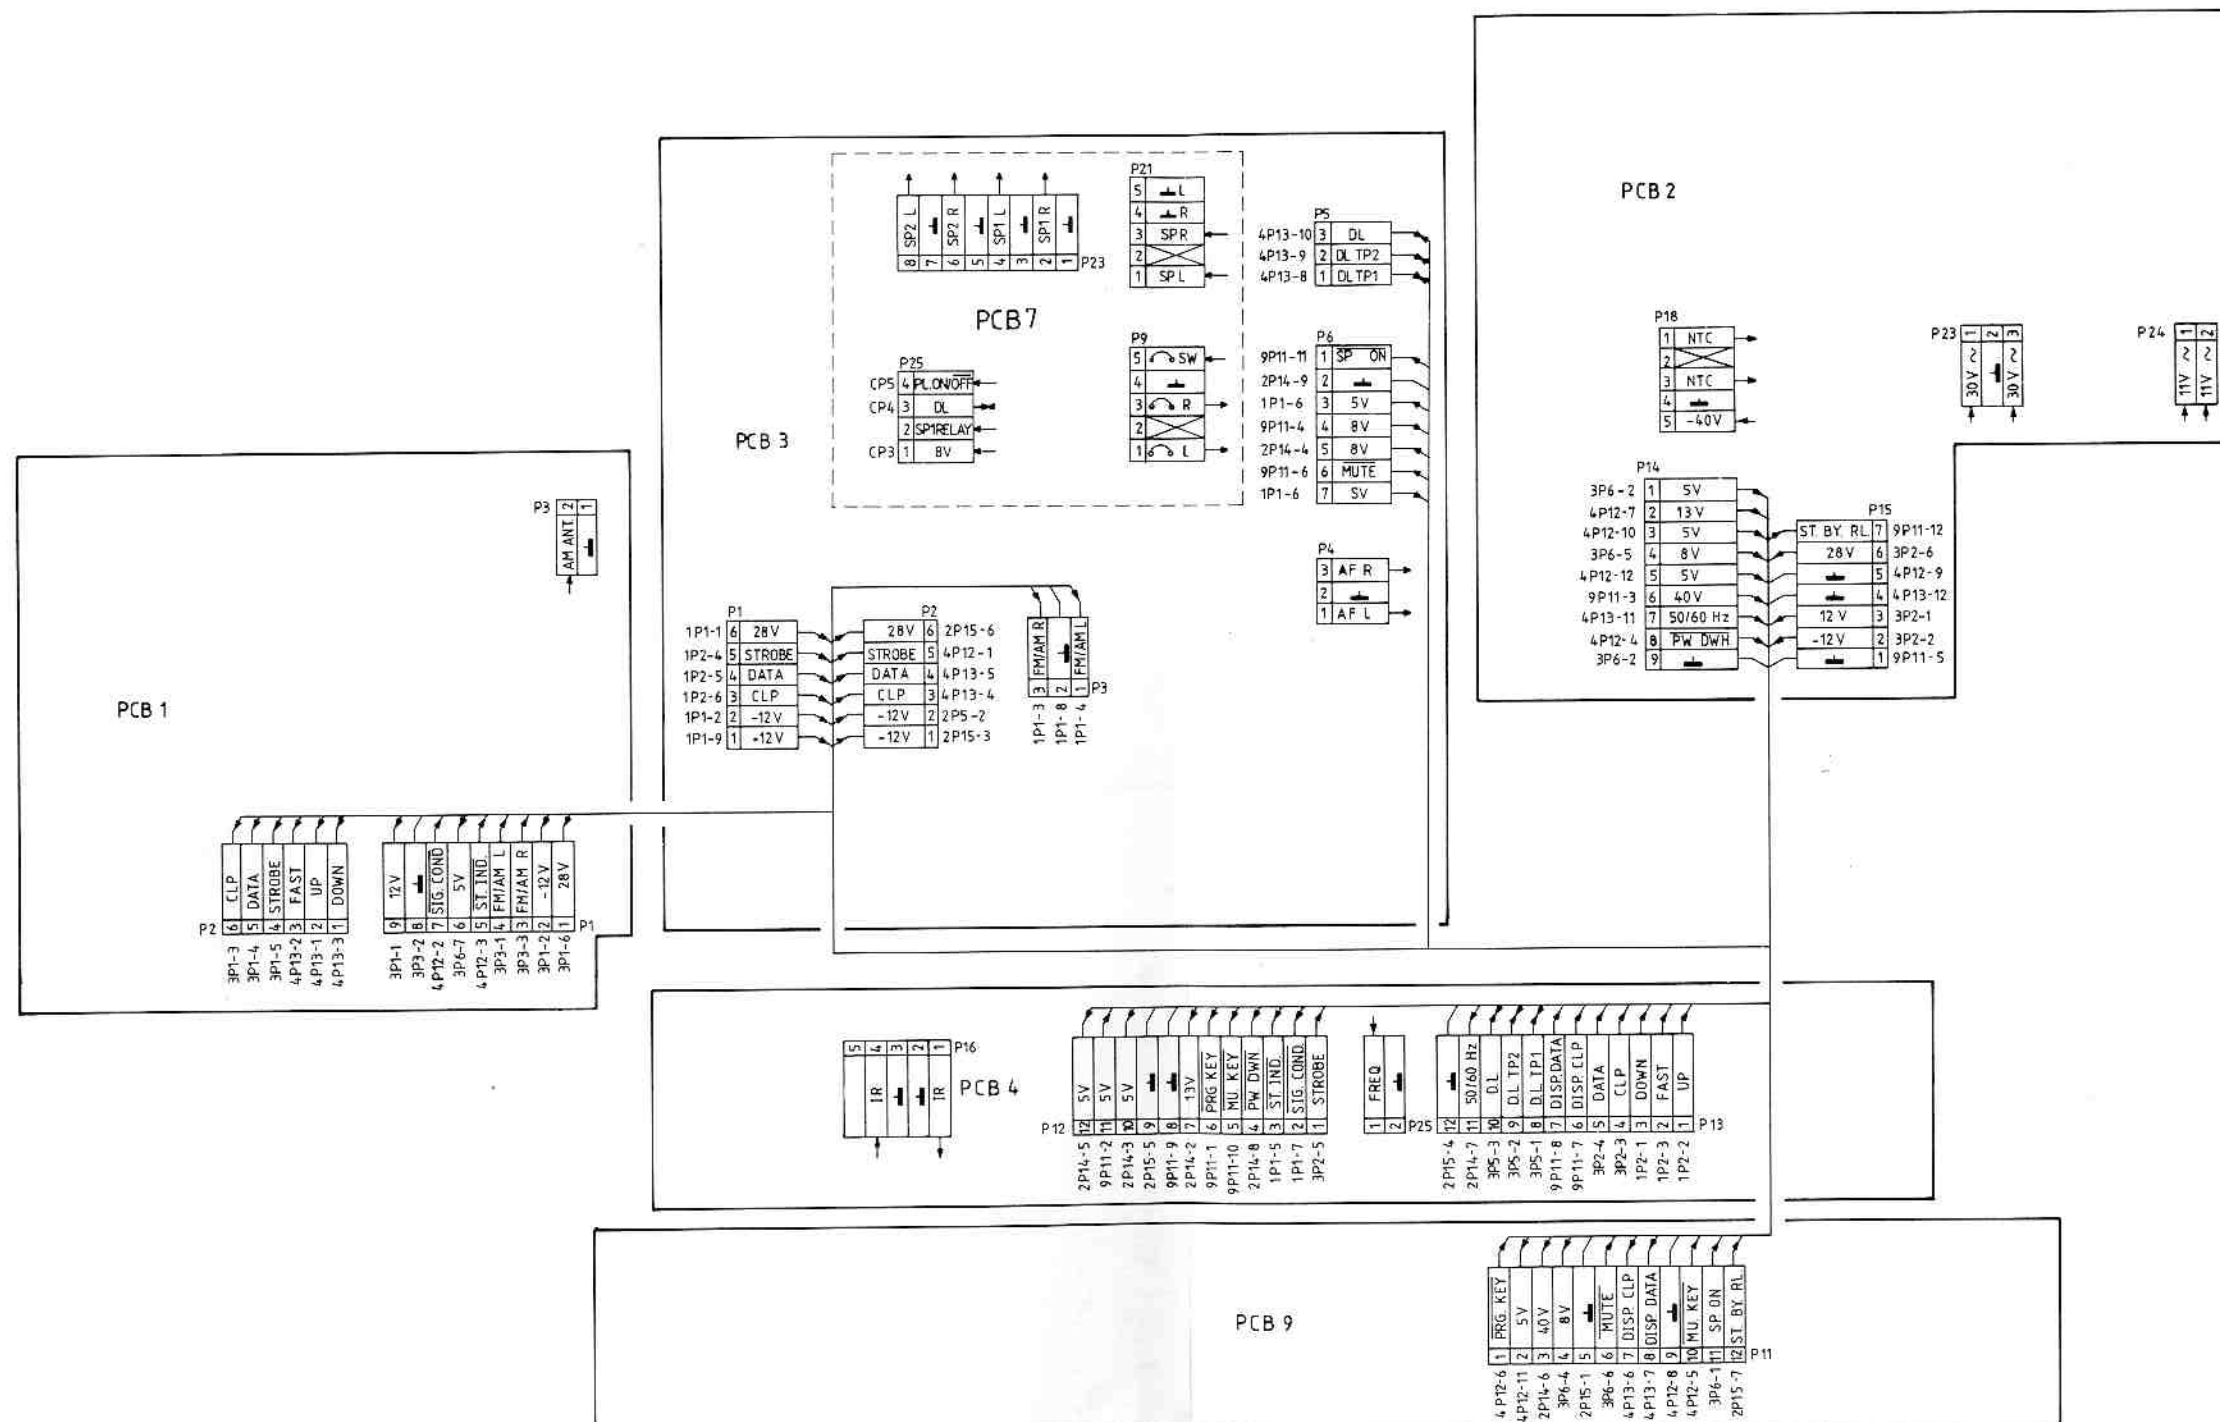 PCB 2
P18
1 NTC
2
3 NTC
4
5 -40V
P23
1 30V ~
2
3 30V ~
P24
1 11V ~
2 11V ~
P14
3P6-2 1 5V
4P12-7 2 13V
4P12-10 3 5V
3P6-5 4 8V
4P12-12 5 5V
9P11-3 6 40V
4P13-11 7 50/60 Hz
4P12-4 8 PW DWH
3P6-2 9
P15
ST. BY. RL. 7 9P11-12
28V 6 3P2-6
5 4P12-9
4 4P13-12
12 V 3 3P2-1
-12V 2 3P2-2
1 9P11-5
PCB 3
PCB 7
8 SP2 L
7
6 SP2 R
5
4 SP1 L
3
2 SP1 R
1
P23
P21
5 L
4 R
3 SP R
2
1 SP L
P25
CP5 4 PL.ON/OFF
CP4 3 DL
2 SP1RELAY
CP3 1 8V
P9
5 SW
4
3 R
2
1 L
P5
4P13-10 3 DL
4P13-9 2 DL TP2
4P13-8 1 DL TP1
P6
9P11-11 1 SP ON
2P14-9 2
1P1-6 3 5V
9P11-4 4 8V
2P14-4 5 8V
9P11-6 6 MUTE
1P1-6 7 5V
P4
3 AF R
2
1 AF L
P1
1P1-1 6 28V
1P2-4 5 STROBE
1P2-5 4 DATA
1P2-6 3 CLP
1P1-2 2 -12V
1P1-9 1 -12V
P2
28V 6 2P15-6
STROBE 5 4P12-1
DATA 4 4P13-5
CLP 3 4P13-4
-12V 2 2P5-2
-12V 1 2P15-3
1P1-3 3 FM/AM R
1P1-8 2
1P1-4 1 FM/AM L
P3
PCB 1
P3
AM ANT. 2
1
P2
3P1-3 6 CLP
3P1-4 5 DATA
3P1-5 4 STROBE
4P13-2 3 FAST
4P13-1 2 UP
4P13-3 1 DOWN
3P1-1 9 12V
3P3-2 8
4P12-2 7 SIG. COND
3P6-7 6 5V
4P12-3 5 ST. IND.
3P3-1 4 FM/AM L
3P3-3 3 FM/AM R
3P1-2 2 -12V
3P1-6 1 28V
P1
PCB 4
5
4 IR
3
2
1 IR
P16
P12
2P14-5 12 5V
9P11-2 11 5V
2P14-3 10 5V
2P15-5 9
9P11-9 8
2P14-2 7 13V
9P11-1 6 PRG KEY
9P11-10 5 MU. KEY
2P14-8 4 PW. DWN
1P1-5 3 ST. IND.
1P1-7 2 SIG. COND.
3P2-5 1 STROBE
1 FREQ
2
P25
2P15-4 12
2P14-7 11 50/60 Hz
3P5-3 10 D.L
3P5-2 9 D.L. TP2
3P5-1 8 D.L. TP1
9P11-8 7 DISP.DATA
9P11-7 6 DISP. CLP
3P2-4 5 DATA
3P2-3 4 CLP
1P2-1 3 DOWN
1P2-3 2 FAST
1P2-2 1 UP
P13
PCB 9
4P12-6 1 PRG. KEY
4P12-11 2 5V
2P14-6 3 40V
3P6-4 4 8V
2P15-1 5
3P6-6 6 MUTE
4P13-6 7 DISP. CLP
4P13-7 8 DISP DATA
4P12-8 9
4P12-5 10 MU. KEY
3P6-1 11 SP. ON
2P15-7 12 ST BY. RL
P11